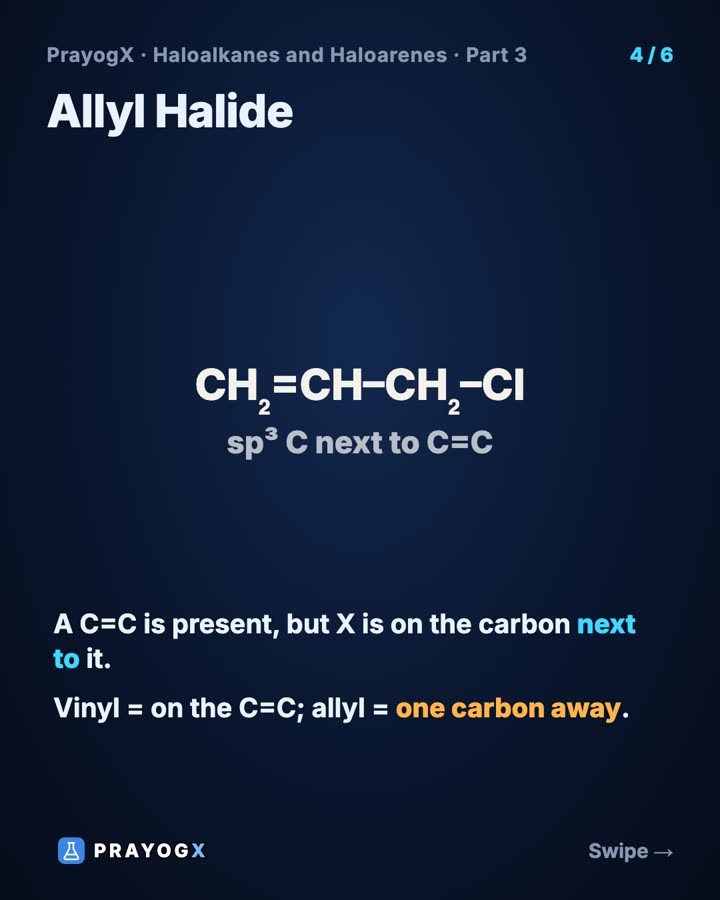 PrayogX · Haloalkanes and Haloarenes · Part 3 4 / 6
Allyl Halide
CH₂=CH–CH₂–Cl
sp³ C next to C=C
A C=C is present, but X is on the carbon next
to it.
Vinyl = on the C=C; allyl = one carbon away.
PRAYOGX Swipe →